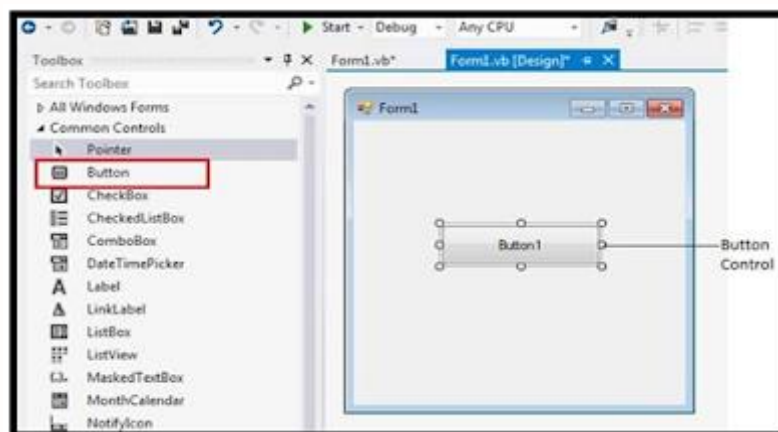 Start
Debug
Any CPU
Toolbox
Form1.vb*
Form1.vb [Design]*
Search Toolbox
All Windows Forms
Common Controls
Pointer
Button
CheckBox
CheckedListBox
ComboBox
DateTimePicker
Label
LinkLabel
ListBox
ListView
MaskedTextBox
MonthCalendar
NotifyIcon
Form1
Button1
Button
Control